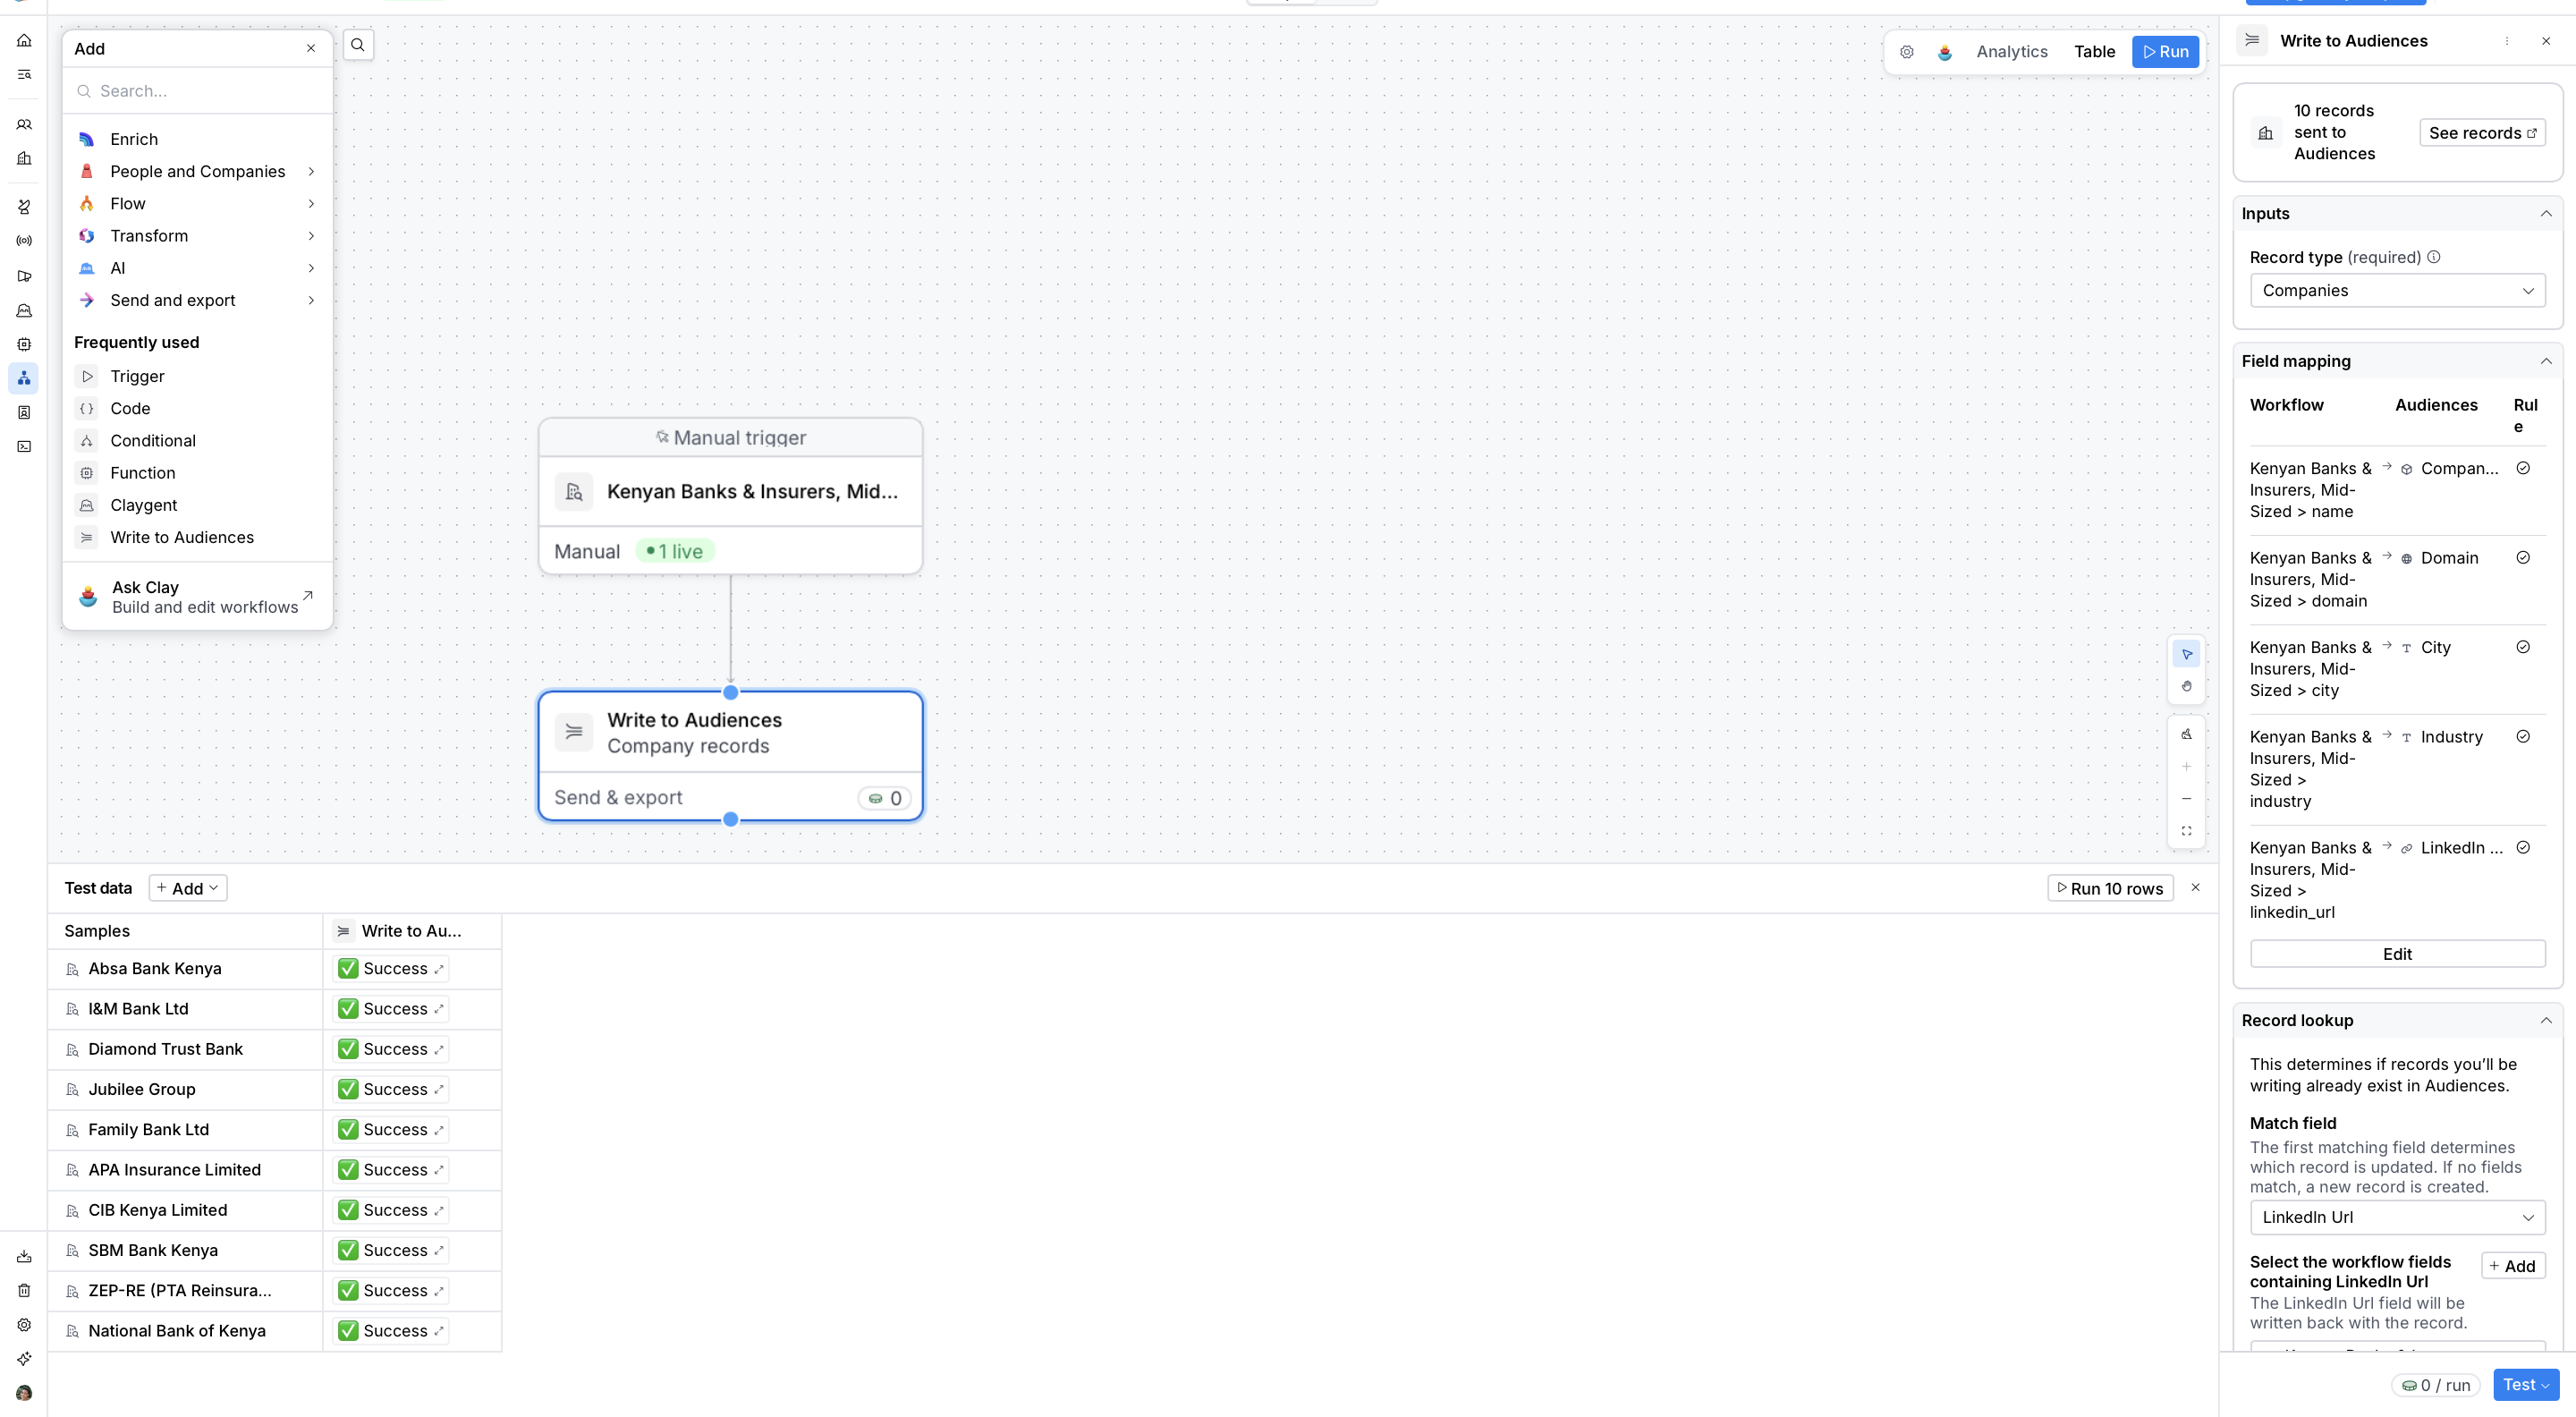 Add
Search...
Enrich
People and Companies
Flow
Transform
AI
Send and export
Frequently used
Trigger
Code
Conditional
Function
Claygent
Write to Audiences
Ask Clay
Build and edit workflows
Analytics
Table
Run
Manual trigger
Kenyan Banks & Insurers, Mid...
Manual
1 live
Write to Audiences
Company records
Send & export
0
Test data
Add
Run 10 rows
Samples
Write to Au...
Absa Bank Kenya
Success
I&M Bank Ltd
Success
Diamond Trust Bank
Success
Jubilee Group
Success
Family Bank Ltd
Success
APA Insurance Limited
Success
CIB Kenya Limited
Success
SBM Bank Kenya
Success
ZEP-RE (PTA Reinsura...
Success
National Bank of Kenya
Success
Write to Audiences
10 records
sent to
Audiences
See records
Inputs
Record type (required)
Companies
Field mapping
Workflow
Audiences
Rul
e
Kenyan Banks &
Insurers, Mid-
Sized > name
Compan...
Kenyan Banks &
Insurers, Mid-
Sized > domain
Domain
Kenyan Banks &
Insurers, Mid-
Sized > city
City
Kenyan Banks &
Insurers, Mid-
Sized >
industry
Industry
Kenyan Banks &
Insurers, Mid-
Sized >
linkedin_url
LinkedIn ...
Edit
Record lookup
This determines if records you’ll be
writing already exist in Audiences.
Match field
The first matching field determines
which record is updated. If no fields
match, a new record is created.
LinkedIn Url
Select the workflow fields
containing LinkedIn Url
Add
The LinkedIn Url field will be
written back with the record.
0 / run
Test